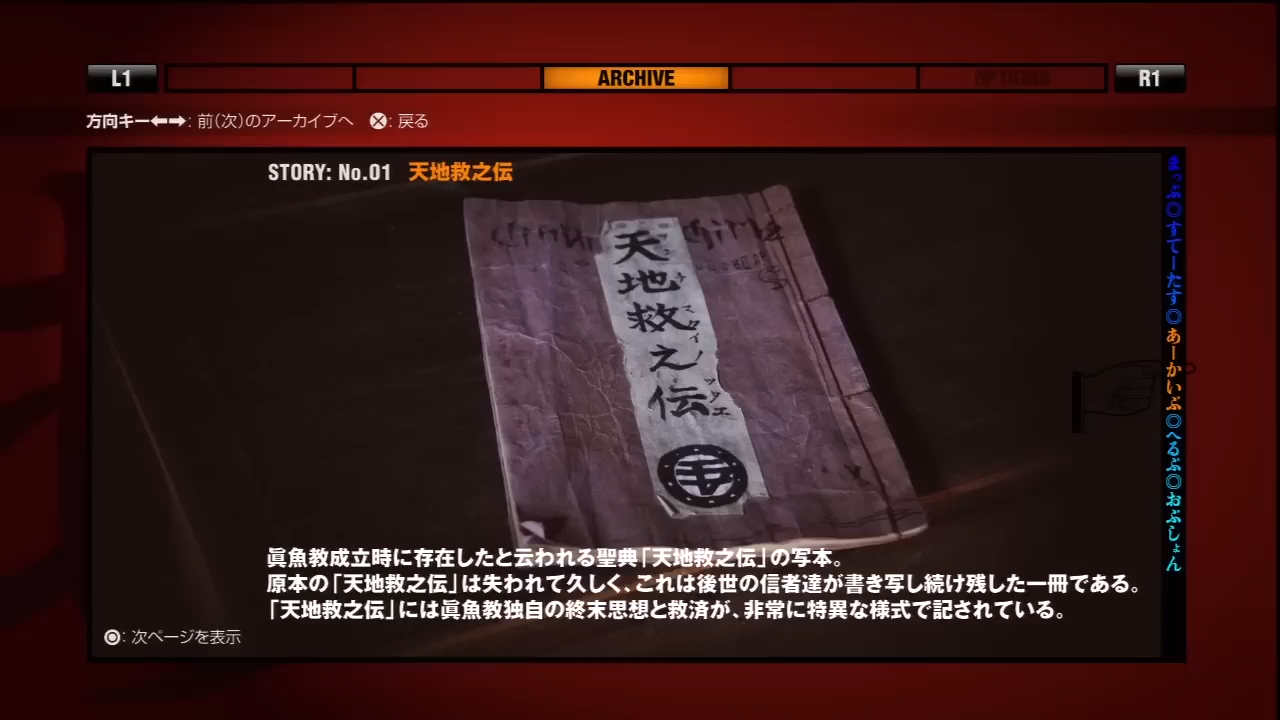 L1
ARCHIVE
OPTIONS
R1
方向キー←→: 前(次)のアーカイブへ ⊗: 戻る
STORY: No.01 天地救之伝
天地救之伝
眞魚教成立時に存在したと云われる聖典「天地救之伝」の写本。
原本の「天地救之伝」は失われて久しく、これは後世の信者達が書き写し続け残した一冊である。
「天地救之伝」には眞魚教独自の終末思想と救済が、非常に特異な様式で記されている。
◎: 次ページを表示
まっぷ◎すてーたす◎あーかいぶ◎へるぷ◎おぷしょん